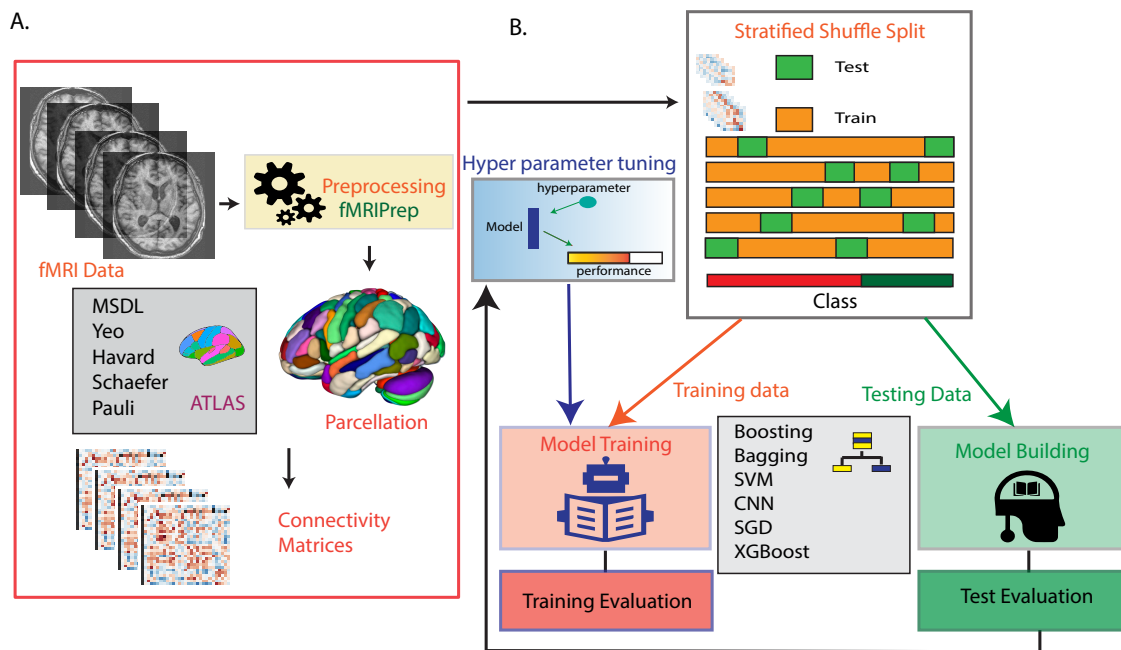 A.
fMRI Data
Preprocessing
fMRIPrep
MSDL
Yeo
Havard
Schaefer
Pauli
ATLAS
Parcellation
Connectivity
Matrices
B.
Stratified Shuffle Split
Test
Train
Class
Hyper parameter tuning
hyperparameter
Model
performance
Training data
Testing Data
Model Training
Boosting
Bagging
SVM
CNN
SGD
XGBoost
Model Building
Training Evaluation
Test Evaluation